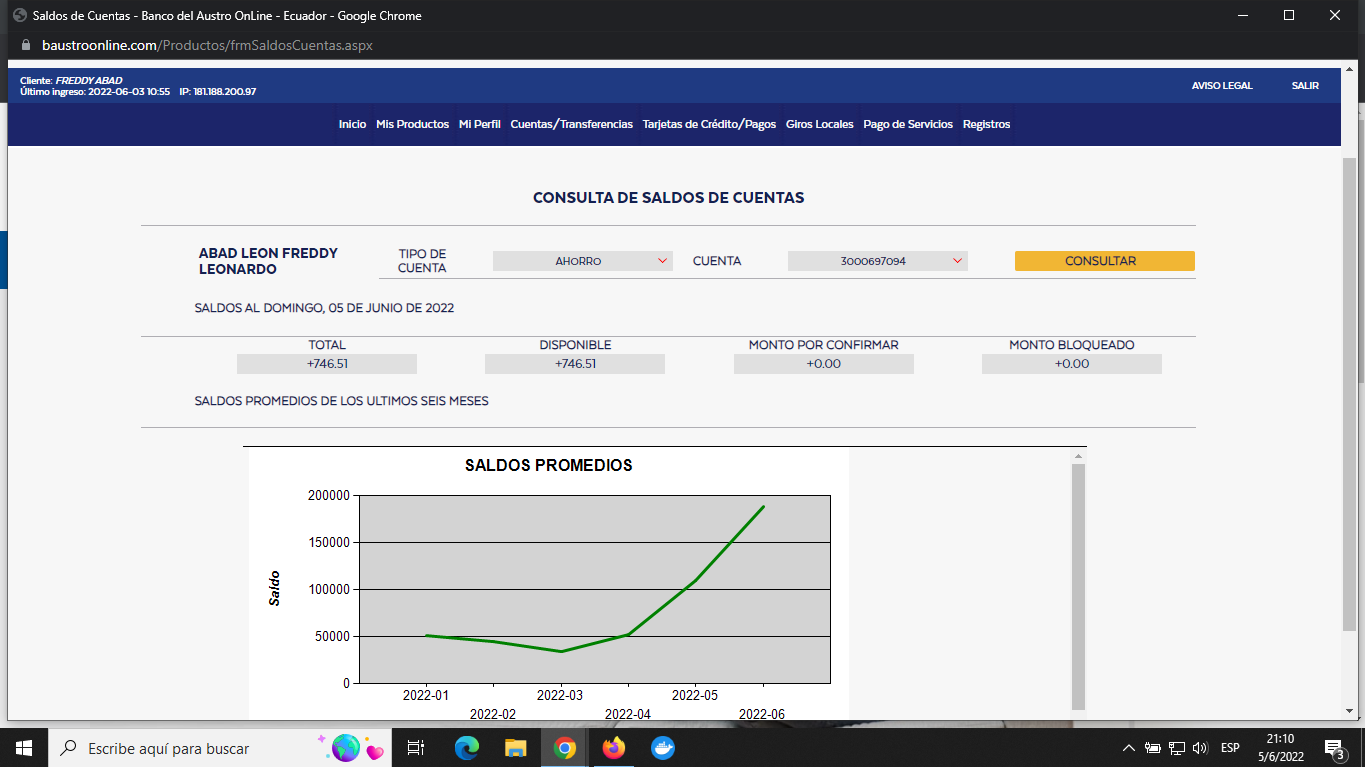 Saldos de Cuentas - Banco del Austro OnLine - Ecuador - Google Chrome
baustroonline.com/Productos/frmSaldosCuentas.aspx
Cliente: FREDDY ABAD
Último ingreso: 2022-06-03 10:55 IP: 181.188.200.97
AVISO LEGAL SALIR
Inicio Mis Productos Mi Perfil Cuentas/Transferencias Tarjetas de Crédito/Pagos Giros Locales Pago de Servicios Registros
CONSULTA DE SALDOS DE CUENTAS
ABAD LEON FREDDY
LEONARDO
TIPO DE
CUENTA
AHORRO
CUENTA
3000697094
CONSULTAR
SALDOS AL DOMINGO, 05 DE JUNIO DE 2022
TOTAL DISPONIBLE MONTO POR CONFIRMAR MONTO BLOQUEADO
+746.51 +746.51 +0.00 +0.00
SALDOS PROMEDIOS DE LOS ULTIMOS SEIS MESES
SALDOS PROMEDIOS
200000
150000
100000
50000
0
Saldo
2022-01 2022-03 2022-05
2022-02 2022-04 2022-06
Escribe aquí para buscar
ESP
21:10
5/6/2022
3